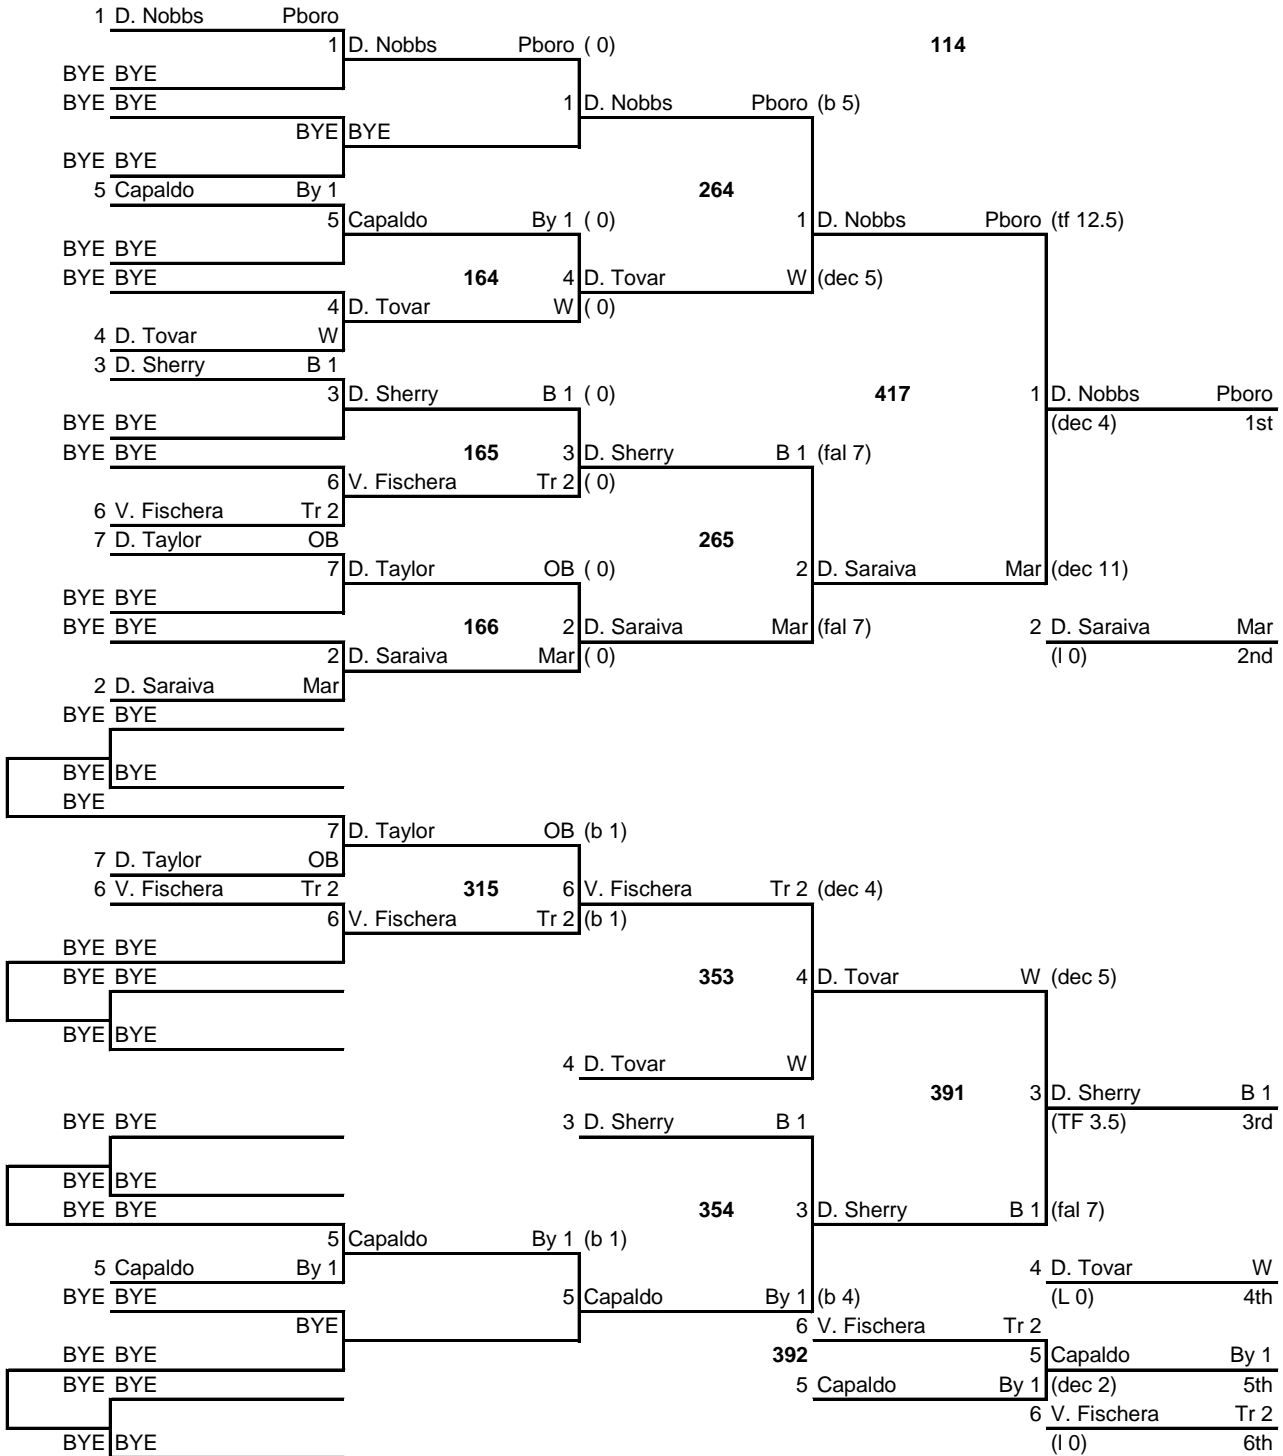 1 D. Nobbs Pboro
1 D. Nobbs Pboro ( 0) 114
BYE BYE
BYE BYE 1 D. Nobbs Pboro (b 5)
BYE BYE
BYE BYE
5 Capaldo By 1 264
5 Capaldo By 1 ( 0) 1 D. Nobbs Pboro (tf 12.5)
BYE BYE
BYE BYE 164 4 D. Tovar W (dec 5)
4 D. Tovar W ( 0)
4 D. Tovar W
3 D. Sherry B 1
3 D. Sherry B 1 ( 0) 417 1 D. Nobbs Pboro
BYE BYE (dec 4) 1st
BYE BYE 165 3 D. Sherry B 1 (fal 7)
6 V. Fischera Tr 2 ( 0)
6 V. Fischera Tr 2
7 D. Taylor OB 265
7 D. Taylor OB ( 0) 2 D. Saraiva Mar (dec 11)
BYE BYE
BYE BYE 166 2 D. Saraiva Mar (fal 7) 2 D. Saraiva Mar
2 D. Saraiva Mar ( 0) (l 0) 2nd
2 D. Saraiva Mar
BYE BYE
BYE BYE
BYE
7 D. Taylor OB (b 1)
7 D. Taylor OB
6 V. Fischera Tr 2 315 6 V. Fischera Tr 2 (dec 4)
6 V. Fischera Tr 2 (b 1)
BYE BYE
BYE BYE 353 4 D. Tovar W (dec 5)
BYE BYE
4 D. Tovar W
391 3 D. Sherry B 1
BYE BYE 3 D. Sherry B 1 (TF 3.5) 3rd
BYE BYE
BYE BYE 354 3 D. Sherry B 1 (fal 7)
5 Capaldo By 1 (b 1)
5 Capaldo By 1 4 D. Tovar W
BYE BYE 5 Capaldo By 1 (b 4) (L 0) 4th
BYE 6 V. Fischera Tr 2
BYE BYE 392 5 Capaldo By 1
BYE BYE 5 Capaldo By 1 (dec 2) 5th
6 V. Fischera Tr 2
BYE BYE (l 0) 6th